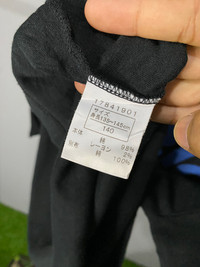 17841901
サイズ
身長135~145cm
140
本体 綿 98%
レーヨン 2%
別布 綿 100%